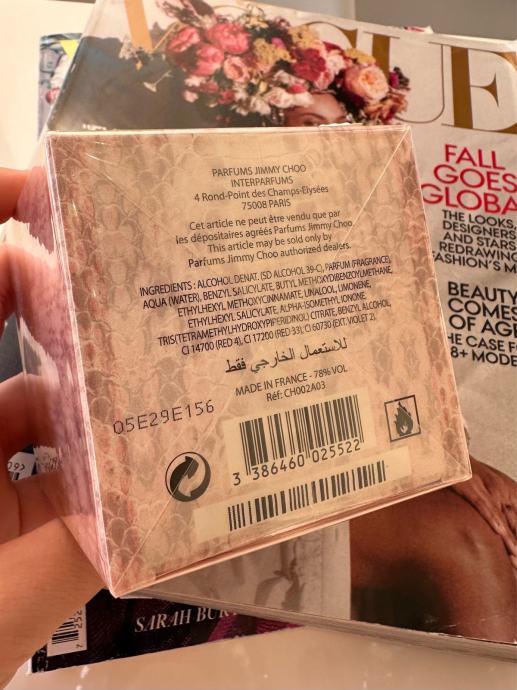 VOGUE
FALL
GOES
GLOBA
THE LOOKS,
DESIGNERS
AND STARS
REDRAWING
FASHION'S M
BEAUTY
COMES
OF AGE
HE CASE F
8+ MODE
PARFUMS JIMMY CHOO
INTERPARFUMS
4 Rond-Point des Champs-Elysées
75008 PARIS
Cet article ne peut être vendu que par
les dépositaires agréés Parfums Jimmy Choo
This article may be sold only by
Parfums Jimmy Choo authorized dealers.
INGREDIENTS : ALCOHOL DENAT. (SD ALCOHOL 39-C), PARFUM (FRAGRANCE),
AQUA (WATER), BENZYL SALICYLATE, BUTYL METHOXYDIBENZOYLMETHANE,
ETHYLHEXYL METHOXYCINNAMATE, LINALOOL, LIMONENE,
ETHYLHEXYL SALICYLATE, ALPHA-ISOMETHYL IONONE,
TRIS(TETRAMETHYLHYDROXYPIPERIDINOL) CITRATE, BENZYL ALCOHOL,
CI 14700 (RED 4), CI 17200 (RED 33), CI 60730 (EXT. VIOLET 2).
للاستعمال الخارجي فقط
MADE IN FRANCE - 78% VOL
Réf: CH002A03
05E29E156
3 386460 025522
SARAH BUR